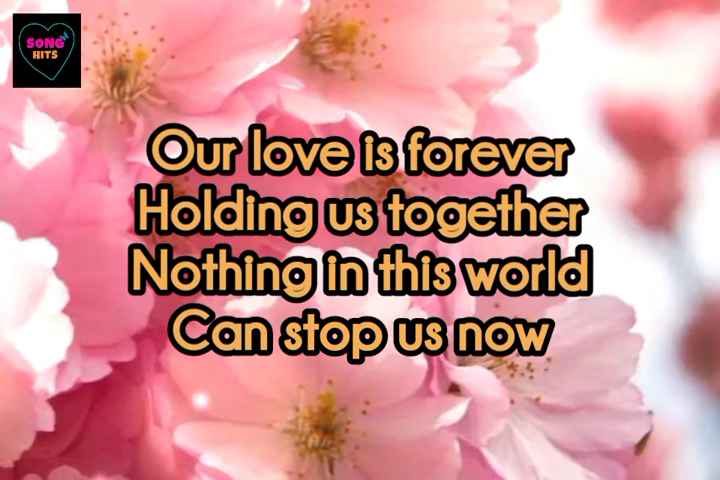 SONG
HITS
Our love is forever
Holding us together
Nothing in this world
Can stop us now